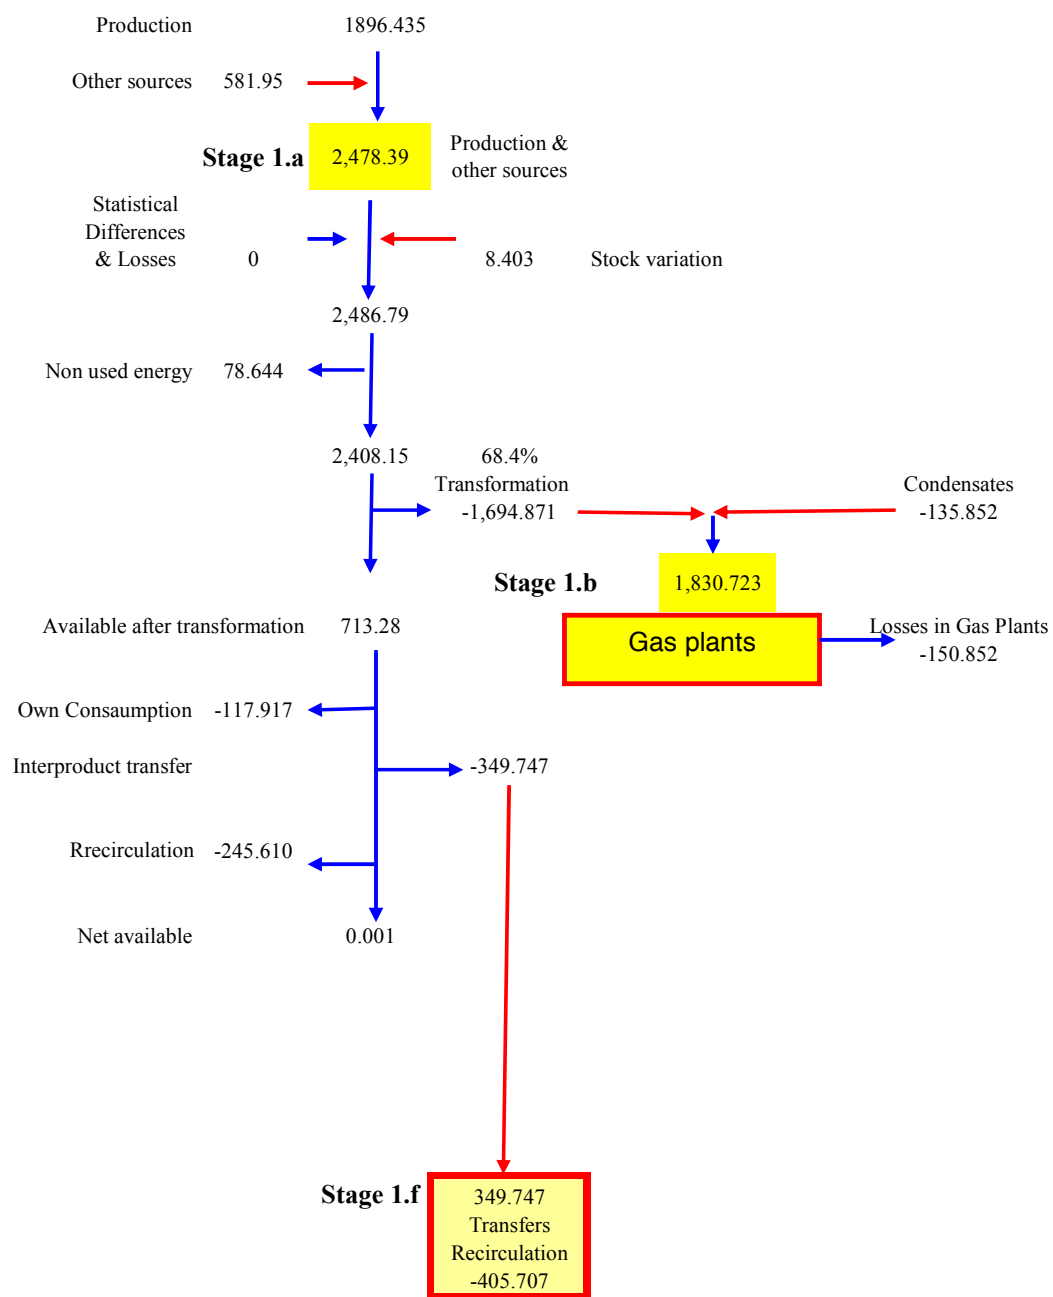 Production 1896.435
Other sources 581.95
Stage 1.a 2,478.39 Production &
other sources
Statistical
Differences
& Losses 0 8.403 Stock variation
2,486.79
Non used energy 78.644
2,408.15 68.4%
Transformation Condensates
-1,694.871 -135.852
Stage 1.b 1,830.723
Available after transformation 713.28 Gas plants Losses in Gas Plants
-150.852
Own Consaumption -117.917
Interproduct transfer -349.747
Rrecirculation -245.610
Net available 0.001
Stage 1.f 349.747
Transfers
Recirculation
-405.707